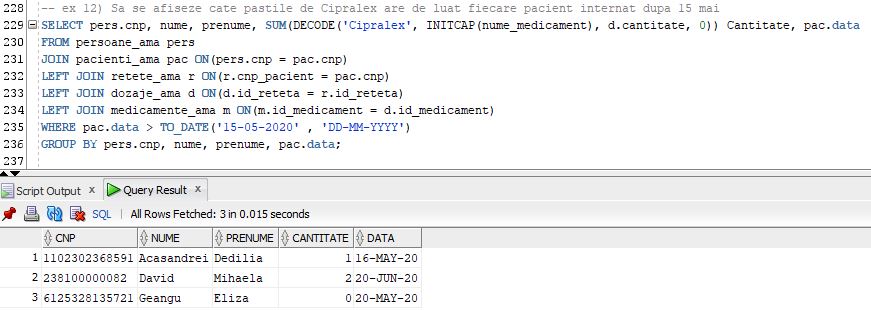 228 -- ex 12) Sa se afiseze cate pastile de Cipralex are de luat fiecare pacient internat dupa 15 mai
229 SELECT pers.cnp, nume, prenume, SUM(DECODE('Cipralex', INITCAP(nume_medicament), d.cantitate, 0)) Cantitate, pac.data
230 FROM persoane_ama pers
231 JOIN pacienti_ama pac ON(pers.cnp = pac.cnp)
232 LEFT JOIN retete_ama r ON(r.cnp_pacient = pac.cnp)
233 LEFT JOIN dozaje_ama d ON(d.id_reteta = r.id_reteta)
234 LEFT JOIN medicamente_ama m ON(m.id_medicament = d.id_medicament)
235 WHERE pac.data > TO_DATE('15-05-2020' , 'DD-MM-YYYY')
236 GROUP BY pers.cnp, nume, prenume, pac.data;
237
Script Output x Query Result x
SQL | All Rows Fetched: 3 in 0.015 seconds
CNP NUME PRENUME CANTITATE DATA
1 1102302368591 Acasandrei Dedilia 1 16-MAY-20
2 238100000082 David Mihaela 2 20-JUN-20
3 6125328135721 Geangu Eliza 0 20-MAY-20